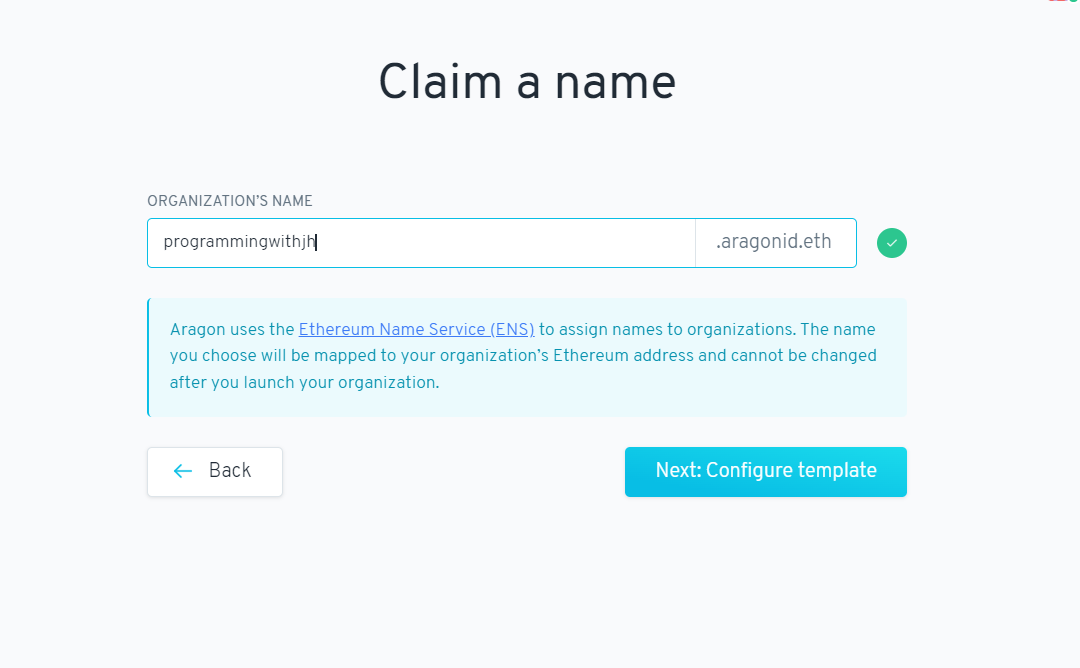 Claim a name
ORGANIZATION'S NAME
programmingwithjh .aragonid.eth
Aragon uses the Ethereum Name Service (ENS) to assign names to organizations. The name
you choose will be mapped to your organization's Ethereum address and cannot be changed
after you launch your organization.
Back Next: Configure template